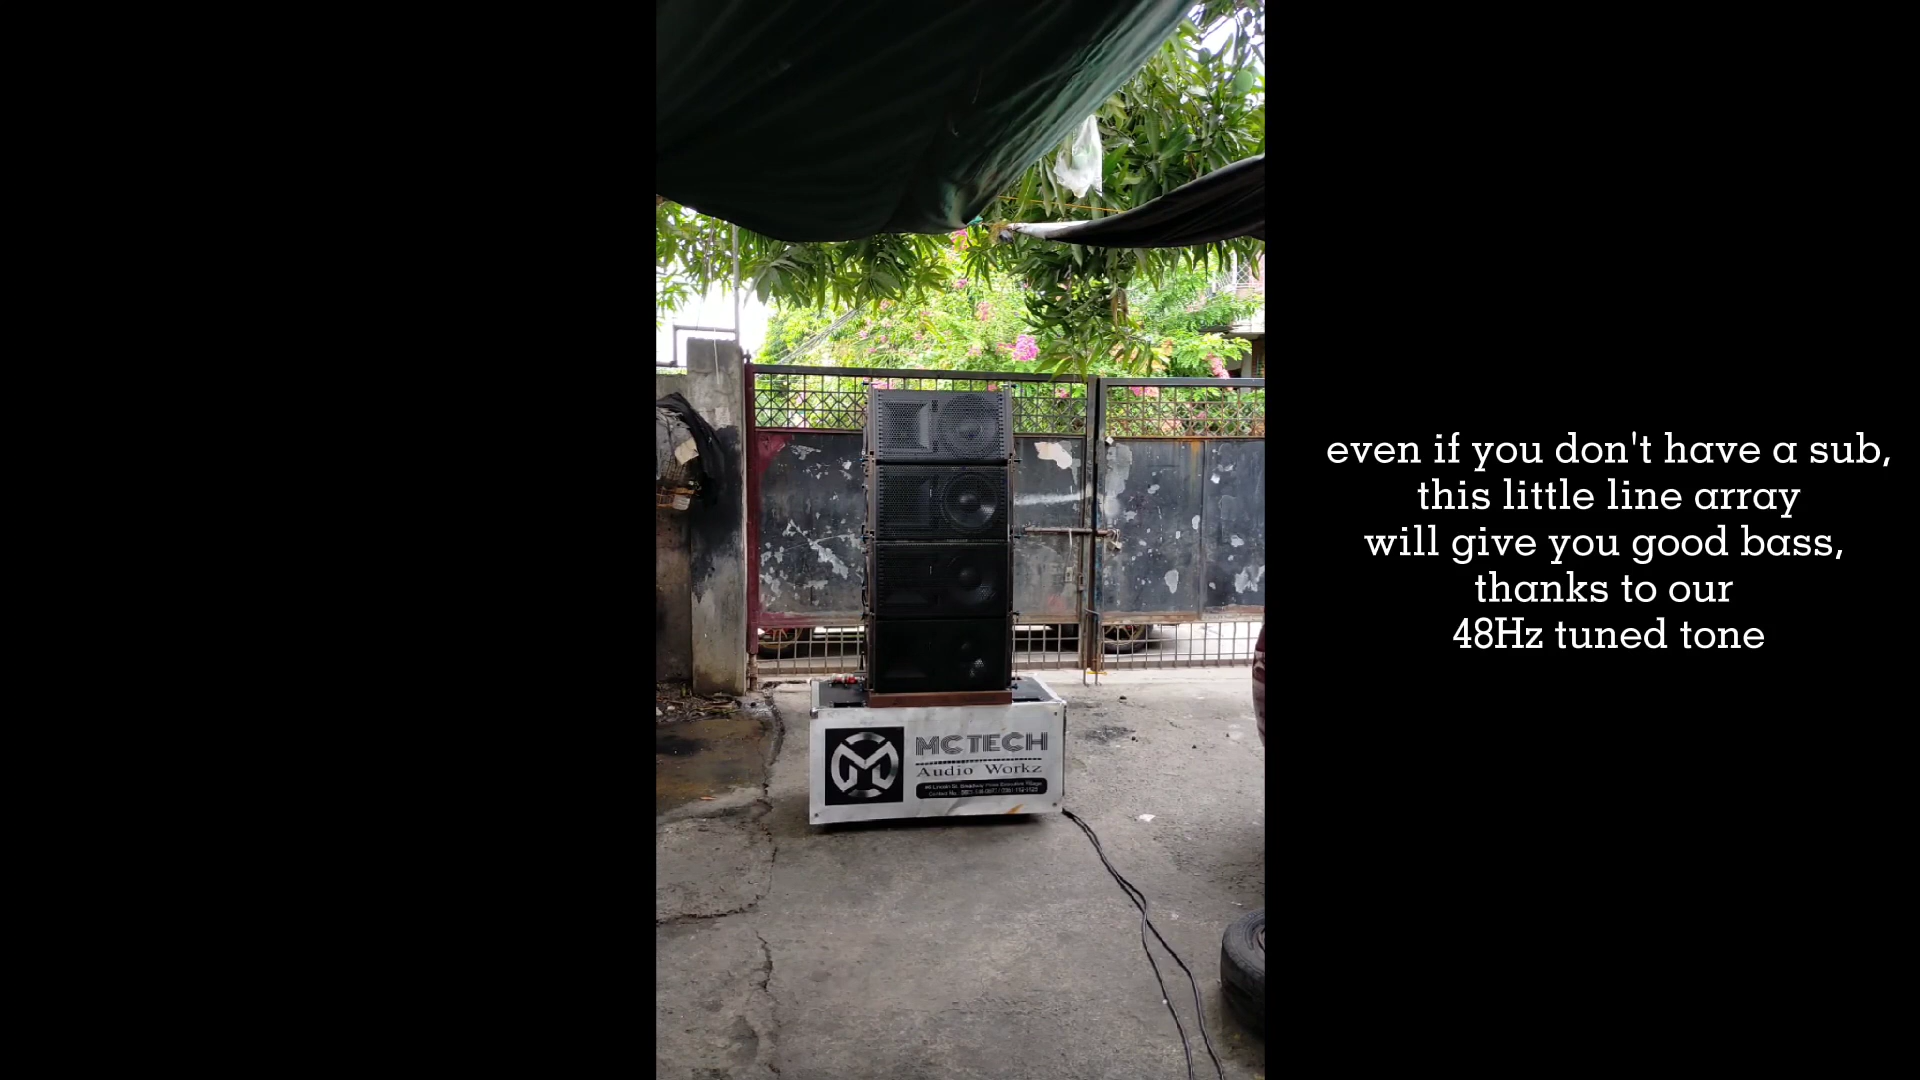 even if you don't have a sub,
this little line array
will give you good bass,
thanks to our
48Hz tuned tone
MC TECH
Audio Workz